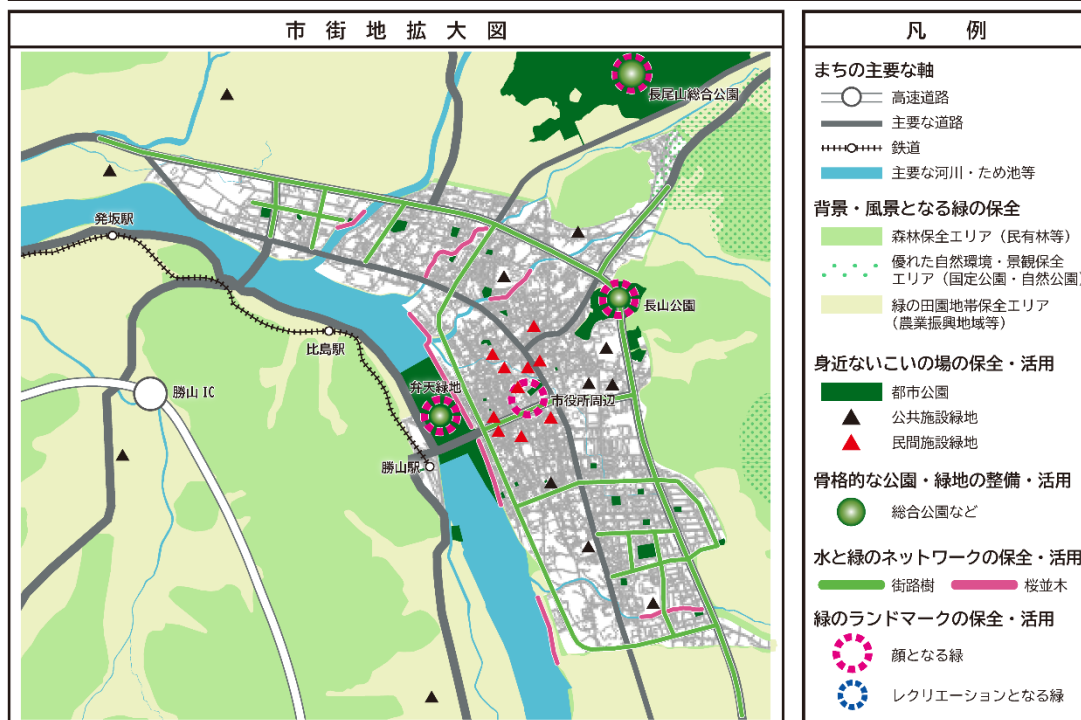 市街地拡大図
長尾山総合公園
発坂駅
長山公園
比島駅
弁天緑地
勝山 IC
市役所周辺
勝山駅
凡例
まちの主要な軸
高速道路
主要な道路
鉄道
主要な河川・ため池等
背景・風景となる緑の保全
森林保全エリア（民有林等）
優れた自然環境・景観保全
エリア（国定公園・自然公園）
緑の田園地帯保全エリア
（農業振興地域等）
身近ないこいの場の保全・活用
都市公園
公共施設緑地
民間施設緑地
骨格的な公園・緑地の整備・活用
総合公園など
水と緑のネットワークの保全・活用
街路樹 桜並木
緑のランドマークの保全・活用
顔となる緑
レクリエーションとなる緑